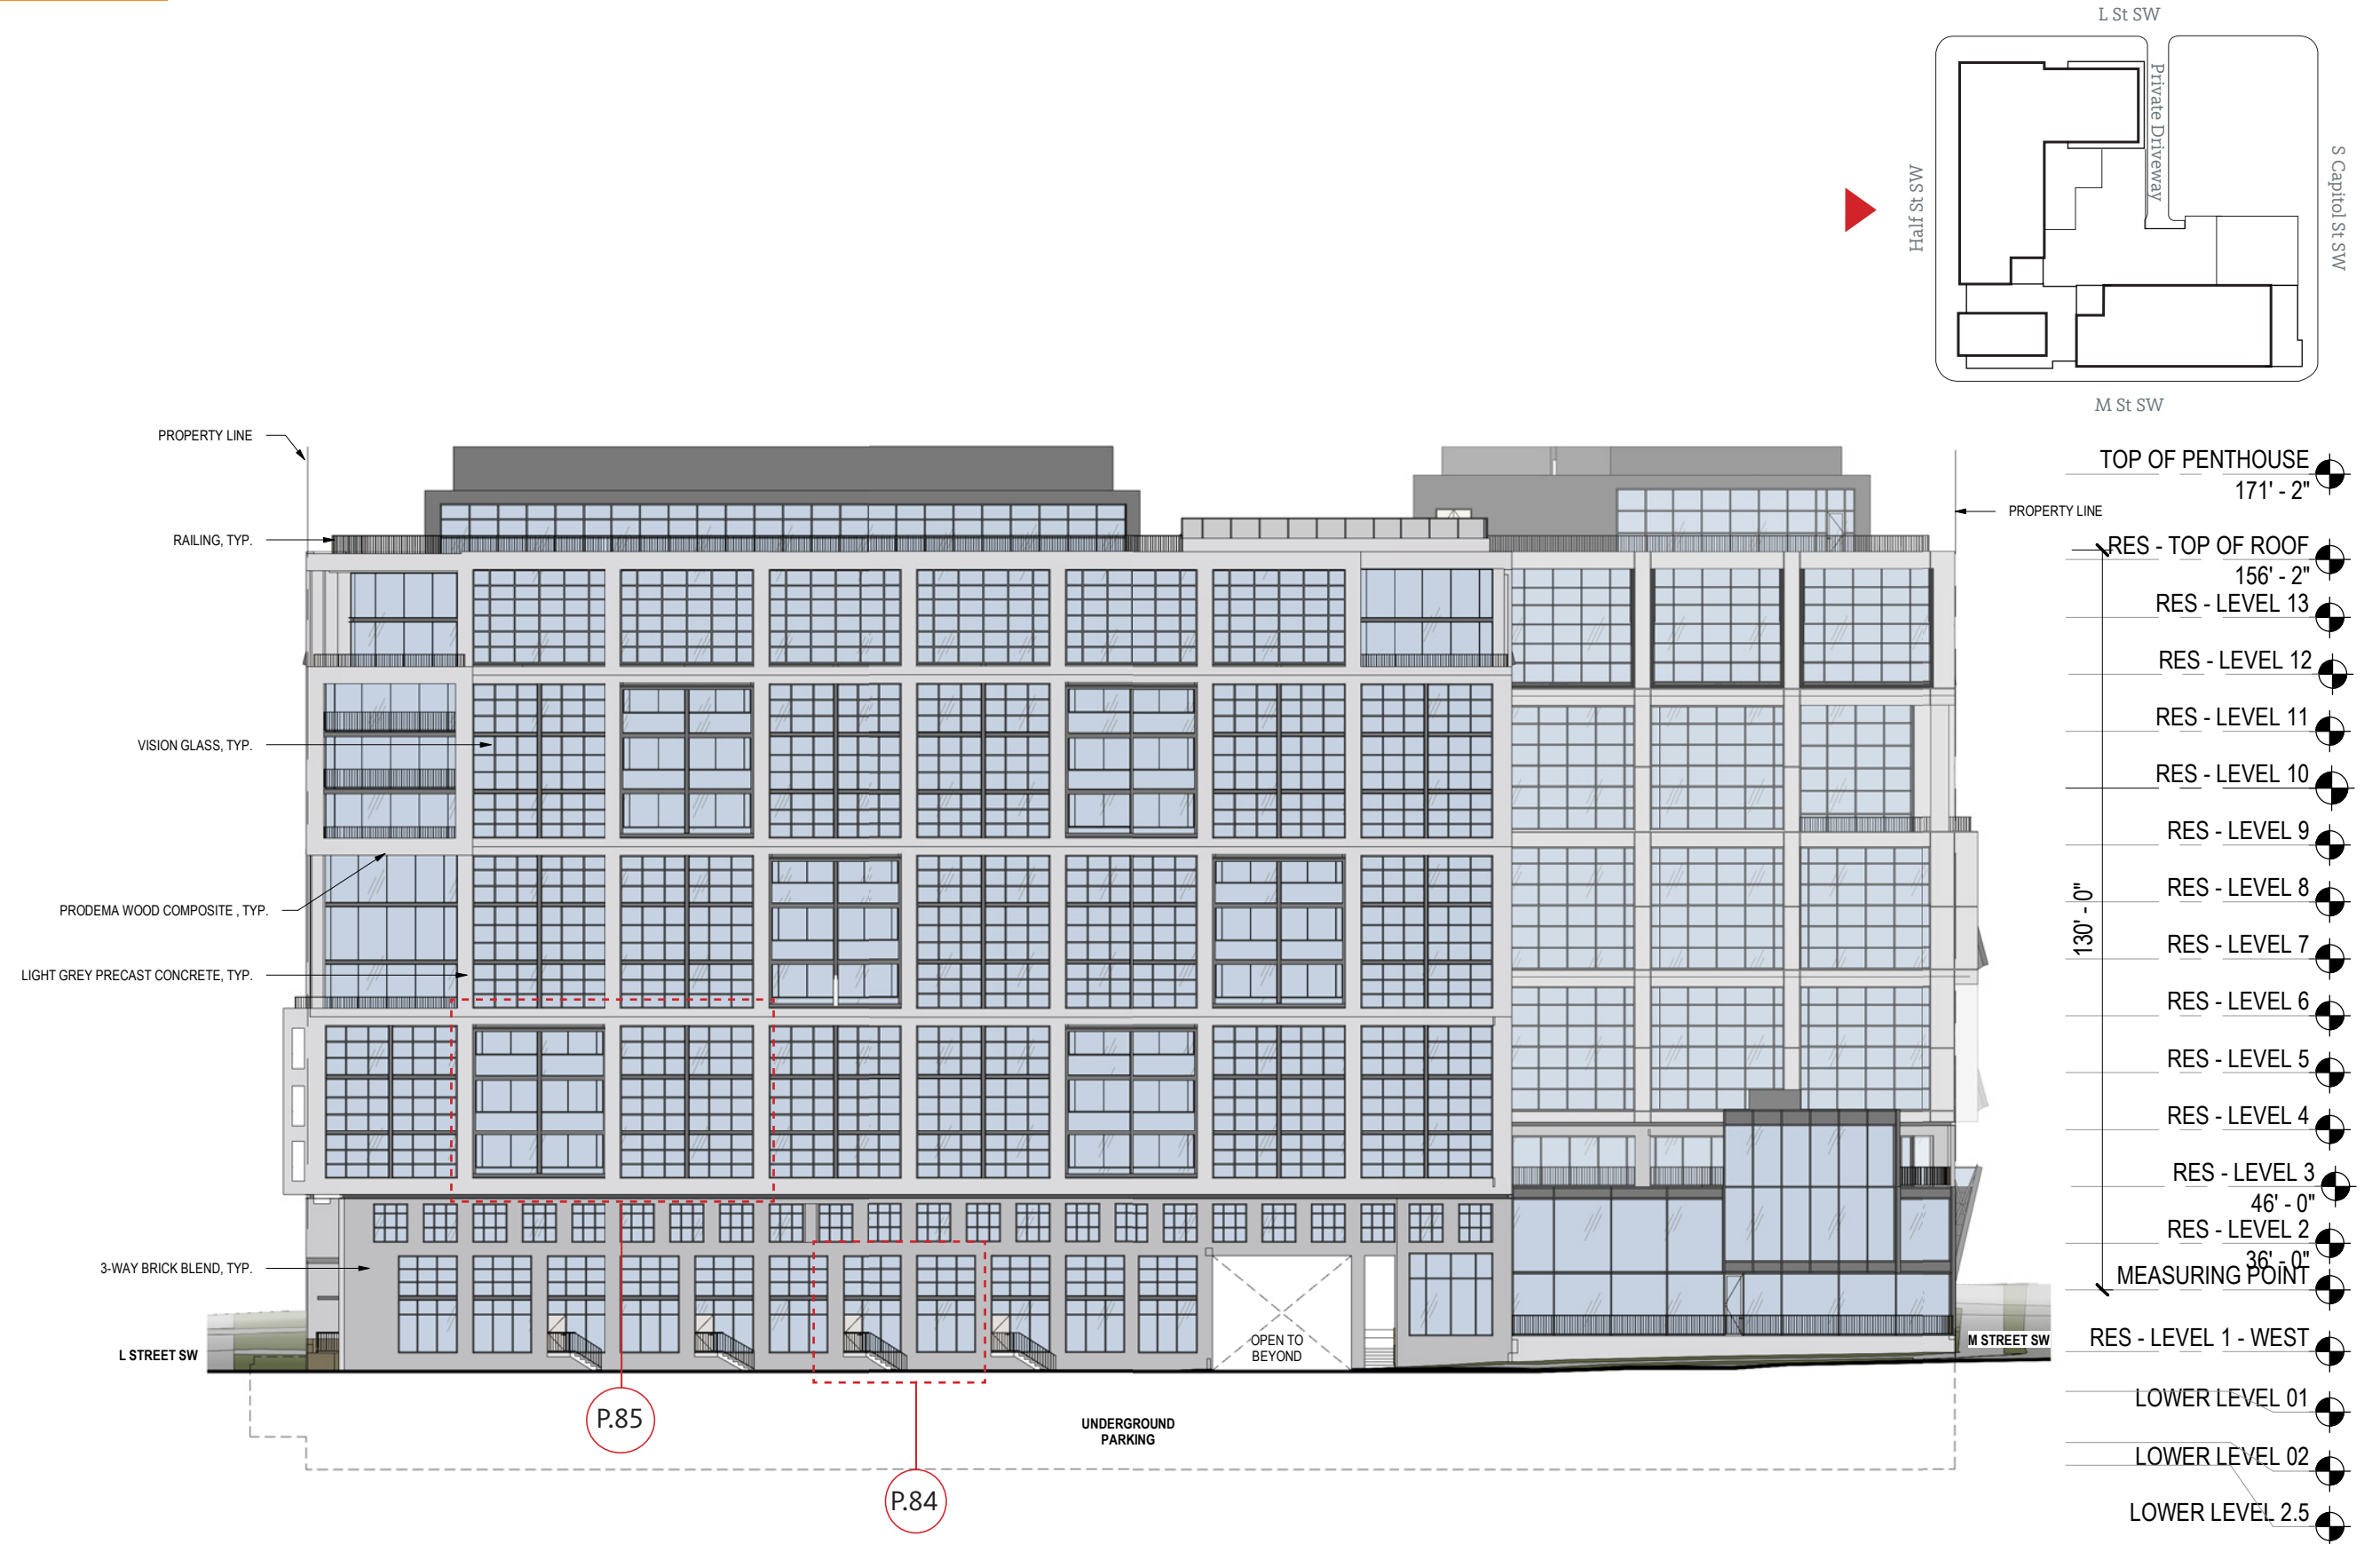 L St SW
Private Driveway
Half St SW
S Capitol St SW
M St SW
PROPERTY LINE
RAILING, TYP.
VISION GLASS, TYP.
PRODEMA WOOD COMPOSITE , TYP.
LIGHT GREY PRECAST CONCRETE, TYP.
3-WAY BRICK BLEND, TYP.
L STREET SW
OPEN TO
BEYOND
M STREET SW
P.85
P.84
UNDERGROUND
PARKING
PROPERTY LINE
TOP OF PENTHOUSE
171' - 2"
RES - TOP OF ROOF
156' - 2"
RES - LEVEL 13
RES - LEVEL 12
RES - LEVEL 11
RES - LEVEL 10
RES - LEVEL 9
RES - LEVEL 8
130' - 0"
RES - LEVEL 7
RES - LEVEL 6
RES - LEVEL 5
RES - LEVEL 4
RES - LEVEL 3
46' - 0"
RES - LEVEL 2
36' - 0"
MEASURING POINT
RES - LEVEL 1 - WEST
LOWER LEVEL 01
LOWER LEVEL 02
LOWER LEVEL 2.5